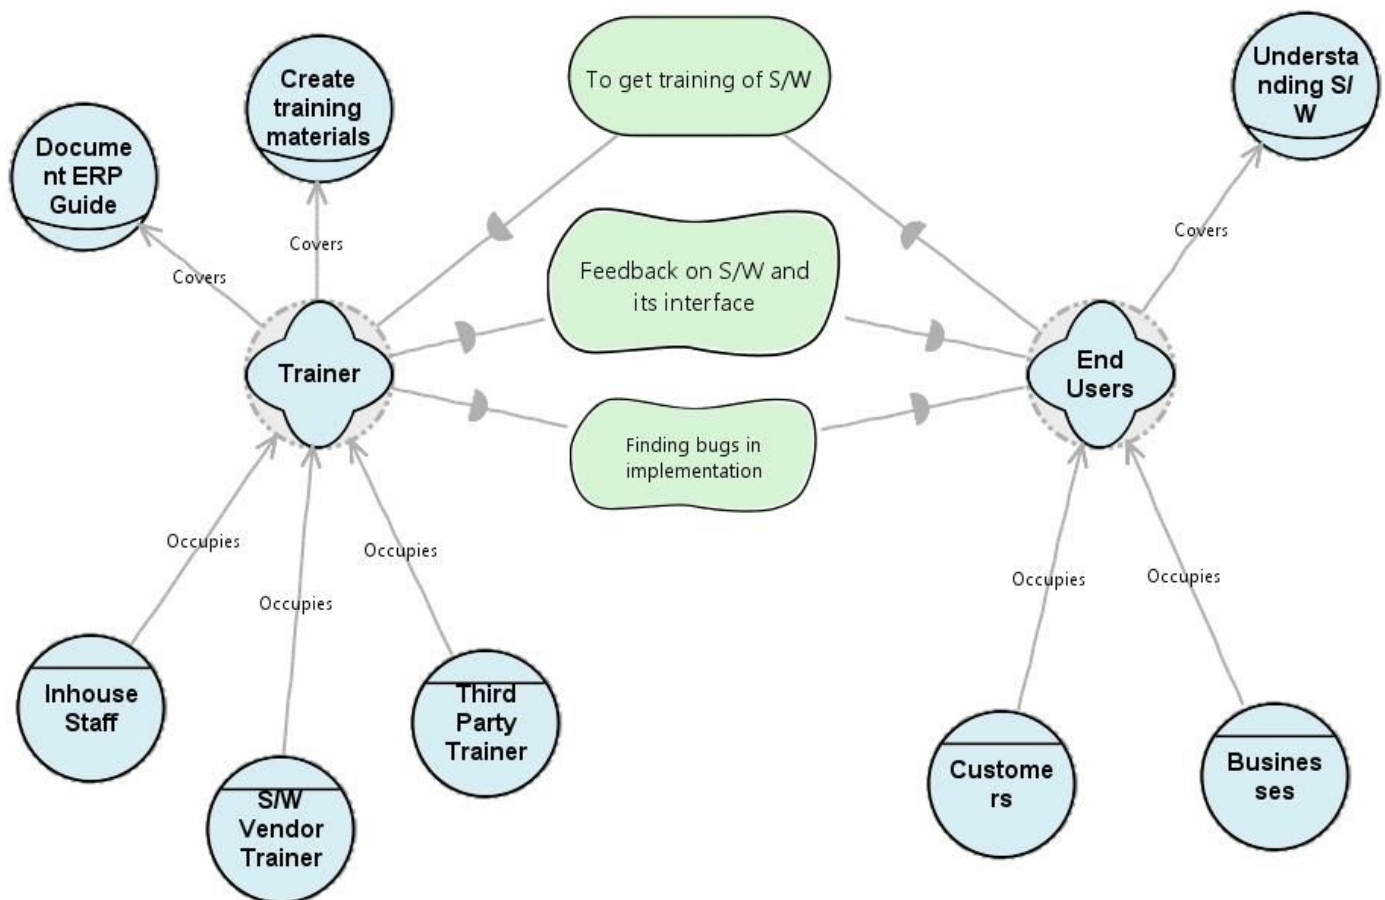 Create
training
materials
Docume
nt ERP
Guide
To get training of S/W
Understa
nding S/
W
Covers
Covers
Covers
Feedback on S/W and
its interface
Trainer
End
Users
Finding bugs in
implementation
Occupies
Occupies
Occupies
Occupies
Occupies
Inhouse
Staff
S/W
Vendor
Trainer
Third
Party
Trainer
Custome
rs
Busines
ses